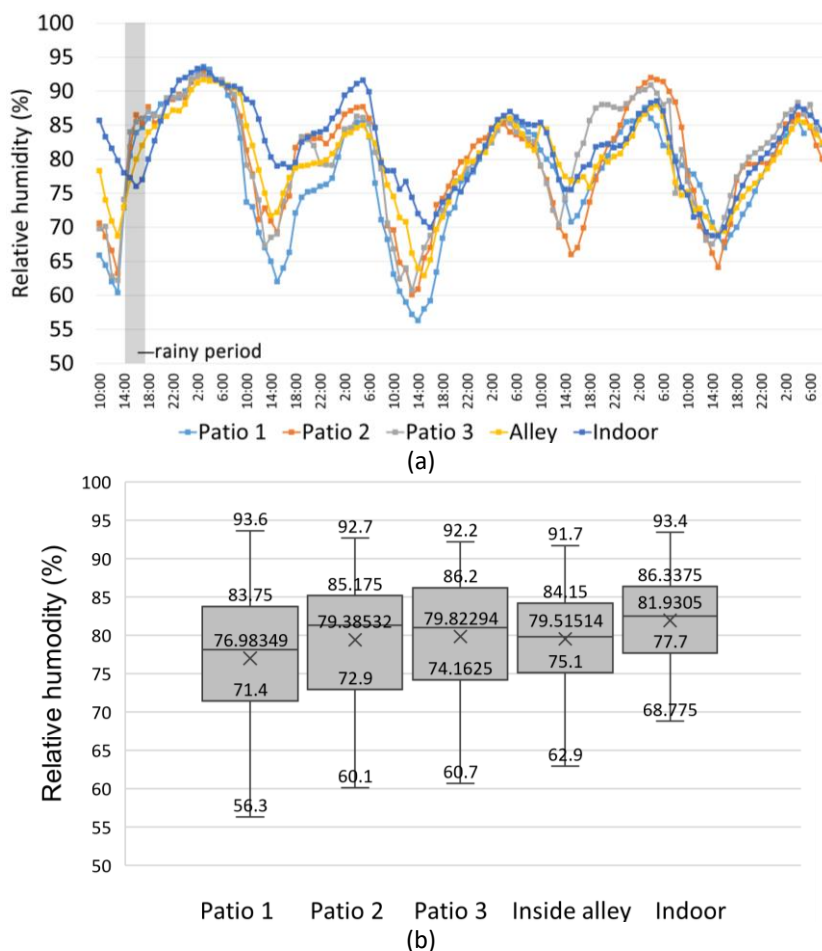 100
95
90
85
80
75
70
65
60
55
50
Relative humidity (%)
rainy period
10:00 14:00 18:00 22:00 2:00 6:00 10:00 14:00 18:00 22:00 2:00 6:00 10:00 14:00 18:00 22:00 2:00 6:00 10:00 14:00 18:00 22:00 2:00 6:00 10:00 14:00 18:00 22:00 2:00 6:00
Patio 1 Patio 2 Patio 3 Alley Indoor
(a)
100
95
90
85
80
75
70
65
60
55
50
Relative humodity (%)
93.6 92.7 92.2 91.7 93.4
83.75 85.175 86.2 84.15 86.3375
76.98349 79.38532 79.82294 79.51514 81.9305
71.4 72.9 74.1625 75.1 77.7
56.3 60.1 60.7 62.9 68.775
Patio 1 Patio 2 Patio 3 Inside alley Indoor
(b)